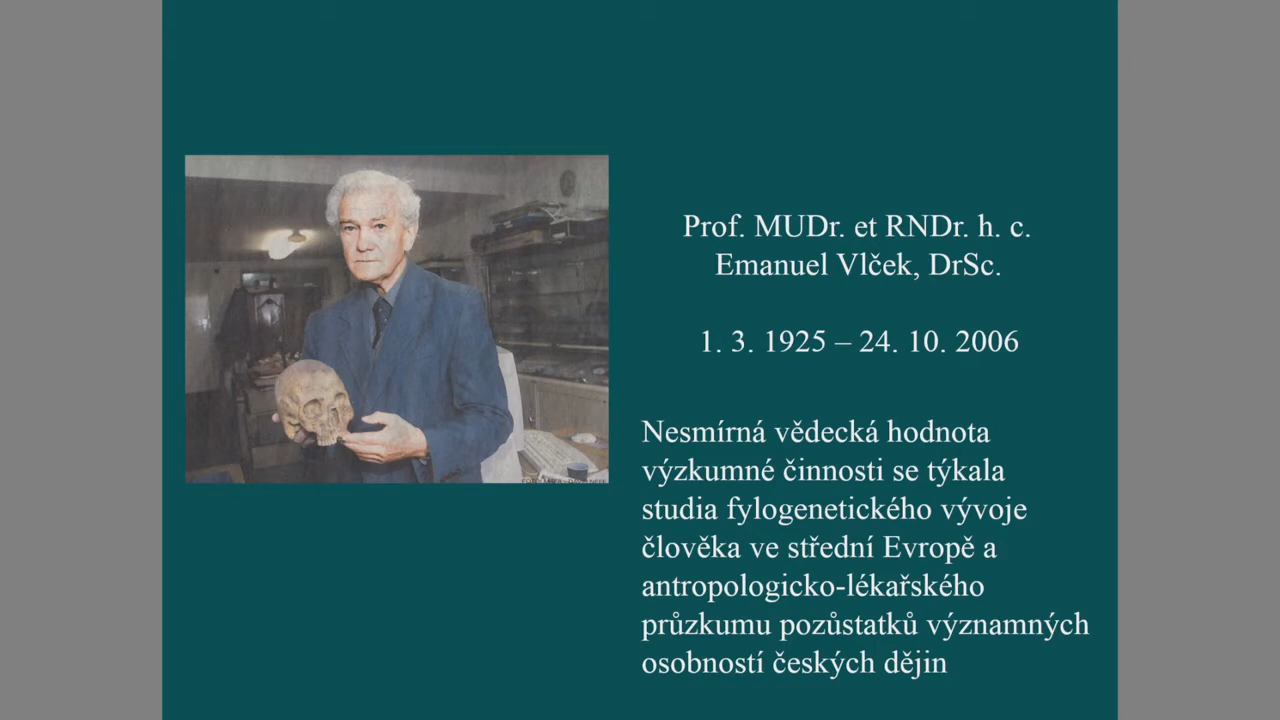 Prof. MUDr. et RNDr. h. c.
Emanuel Vlček, DrSc.
1. 3. 1925 – 24. 10. 2006
Nesmírná vědecká hodnota
výzkumné činnosti se týkala
studia fylogenetického vývoje
člověka ve střední Evropě a
antropologicko-lékařského
průzkumu pozůstatků významných
osobností českých dějin